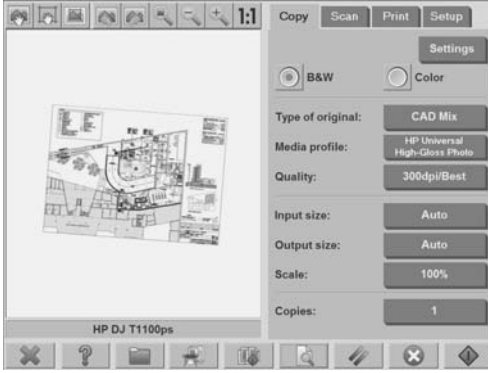 1:1
Copy
Scan
Print
Setup
Settings
B&W
Color
Type of original:
CAD Mix
Media profile:
HP Universal
High-Gloss Photo
Quality:
300dpi/Best
Input size:
Auto
Output size:
Auto
Scale:
100%
Copies:
1
HP DJ T1100ps
?